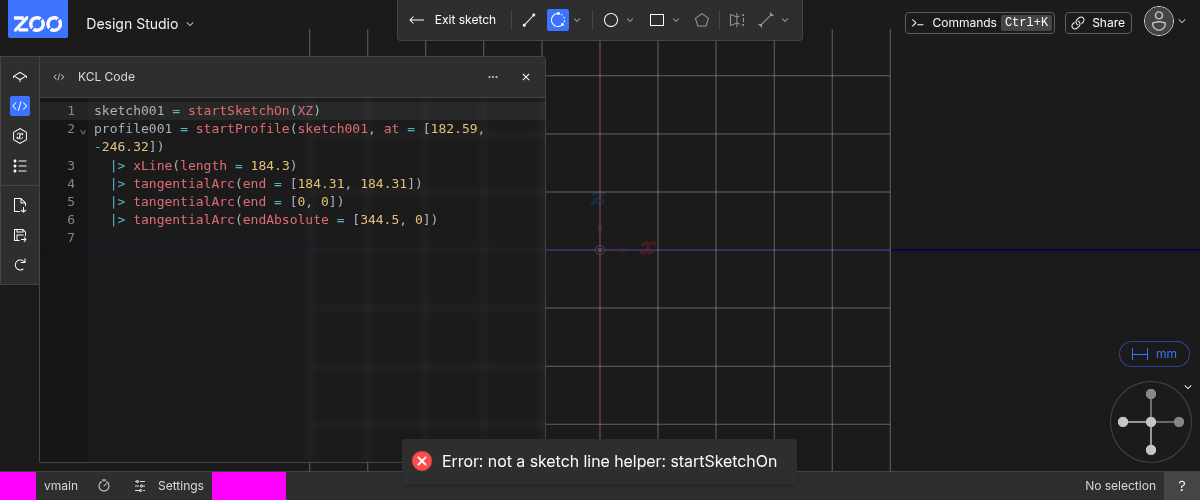 ZOO
Design Studio
Exit sketch
Commands Ctrl+K
Share
KCL Code
1 sketch001 = startSketchOn(XZ)
2 profile001 = startProfile(sketch001, at = [182.59,
-246.32])
3 |> xLine(length = 184.3)
4 |> tangentialArc(end = [184.31, 184.31])
5 |> tangentialArc(end = [0, 0])
6 |> tangentialArc(endAbsolute = [344.5, 0])
7
z
x
mm
Error: not a sketch line helper: startSketchOn
vmain
Settings
No selection
?